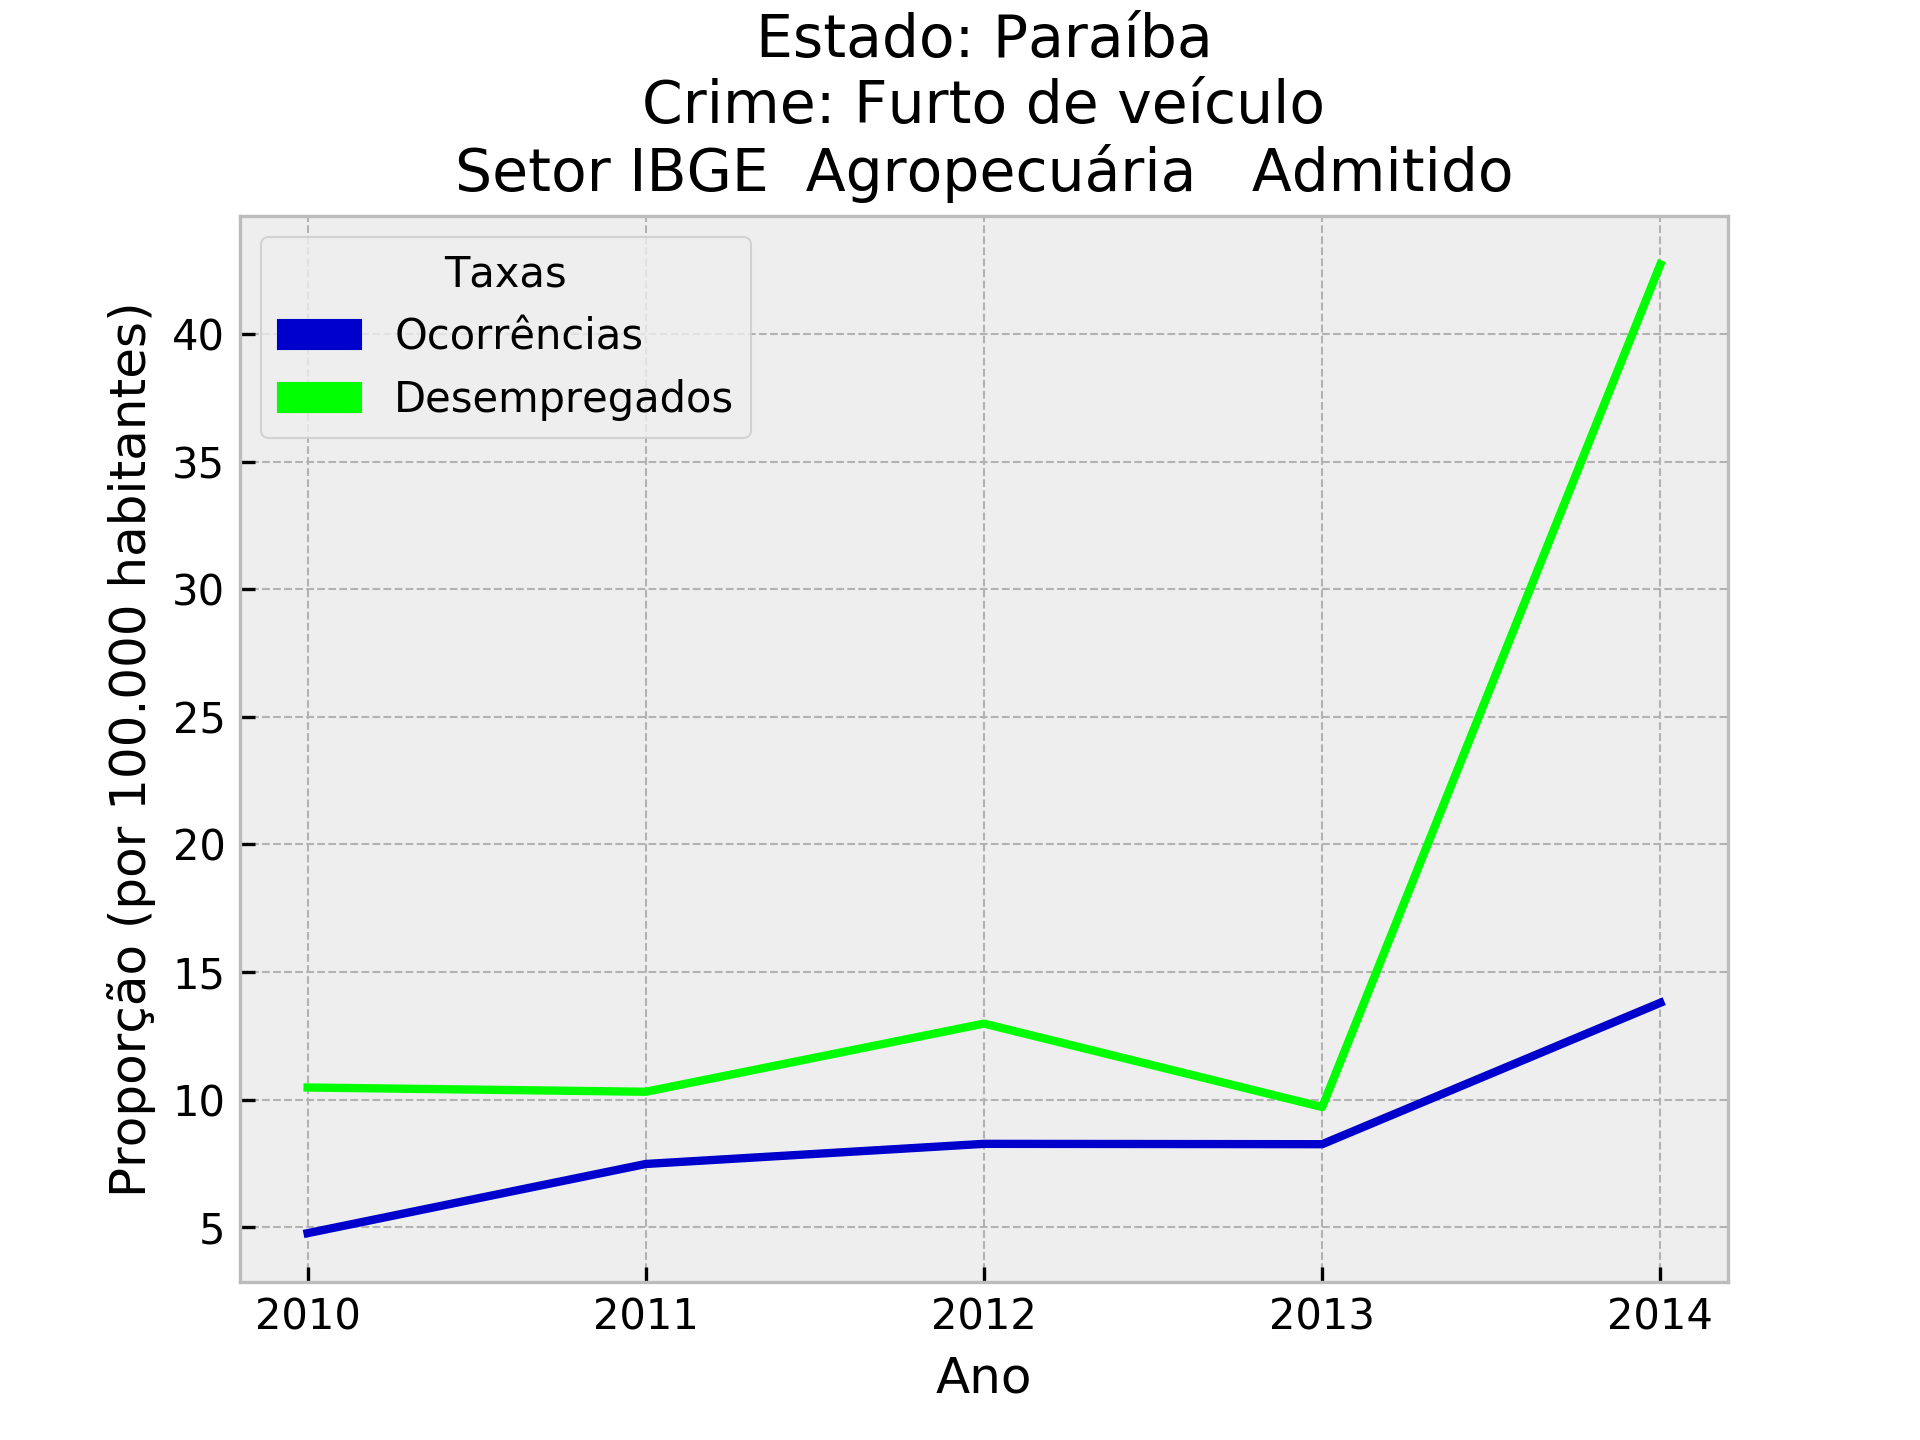 Estado: Paraíba
Crime: Furto de veículo
Setor IBGE  Agropecuária   Admitido
Taxas
Ocorrências
Desempregados
Proporção (por 100.000 habitantes)
40
35
30
25
20
15
10
5
2010 2011 2012 2013 2014
Ano